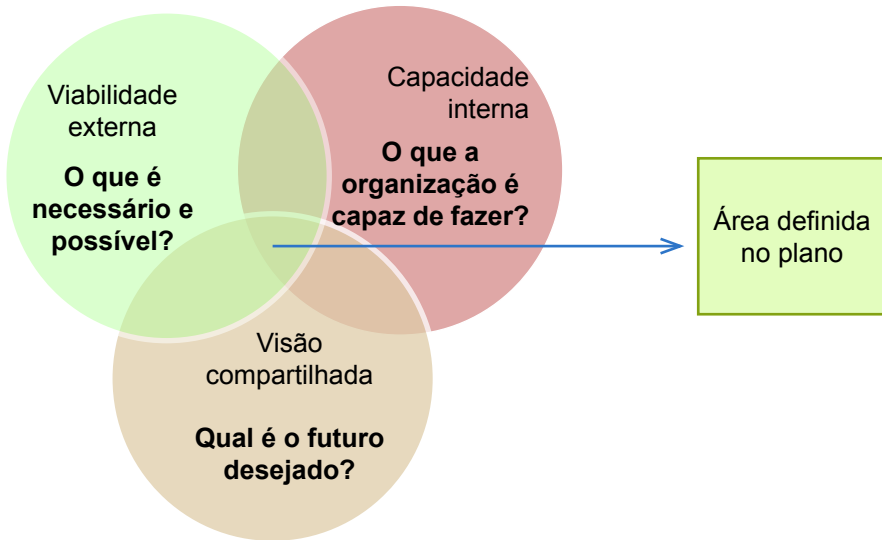 Viabilidade
externa
O que é
necessário e
possível?
Capacidade
interna
O que a
organização é
capaz de fazer?
Visão
compartilhada
Qual é o futuro
desejado?
Área definida
no plano